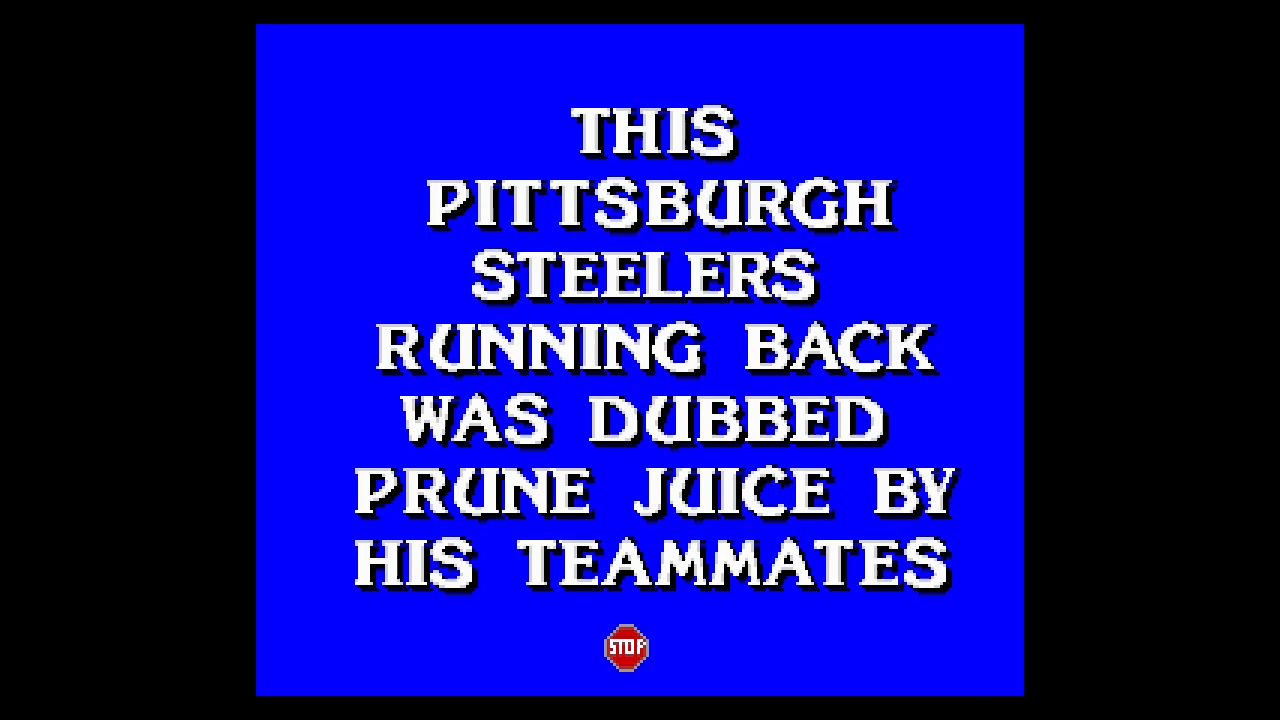 THIS
PITTSBURGH
STEELERS
RUNNING BACK
WAS DUBBED
PRUNE JUICE BY
HIS TEAMMATES
STOP